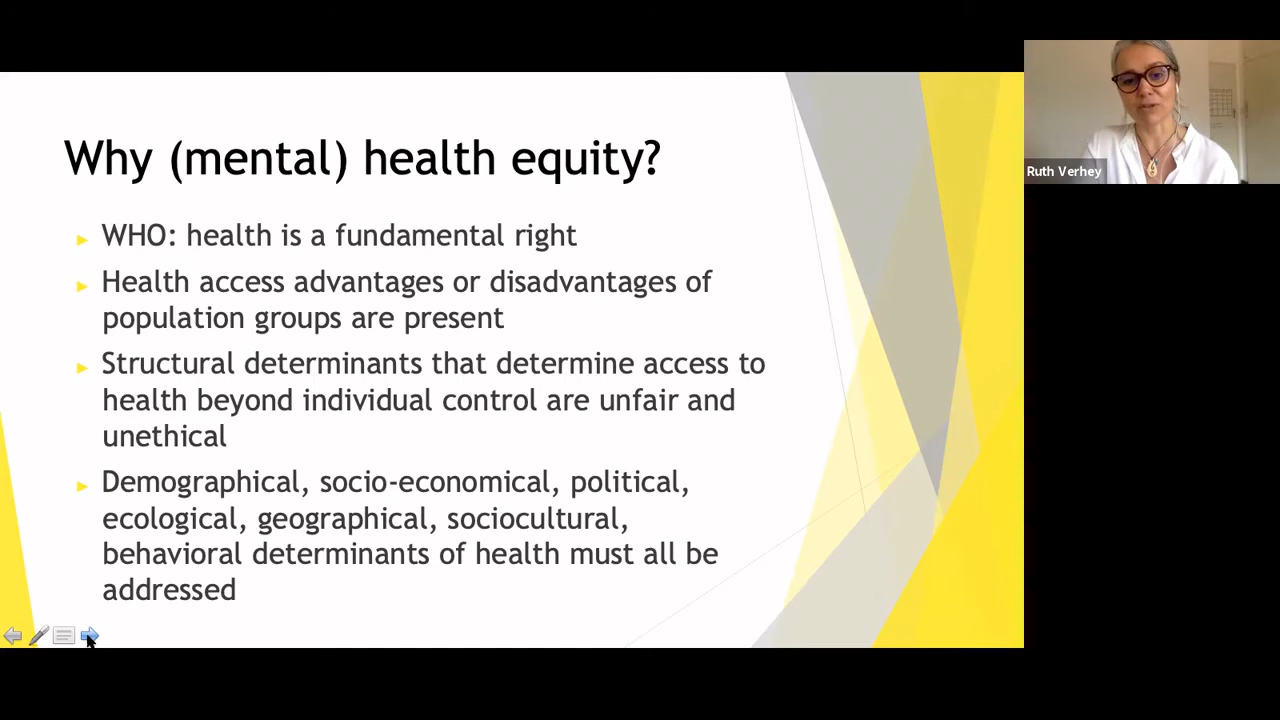 Why (mental) health equity?
WHO: health is a fundamental right
Health access advantages or disadvantages of
population groups are present
Structural determinants that determine access to
health beyond individual control are unfair and
unethical
Demographical, socio-economical, political,
ecological, geographical, sociocultural,
behavioral determinants of health must all be
addressed
Ruth Verhey